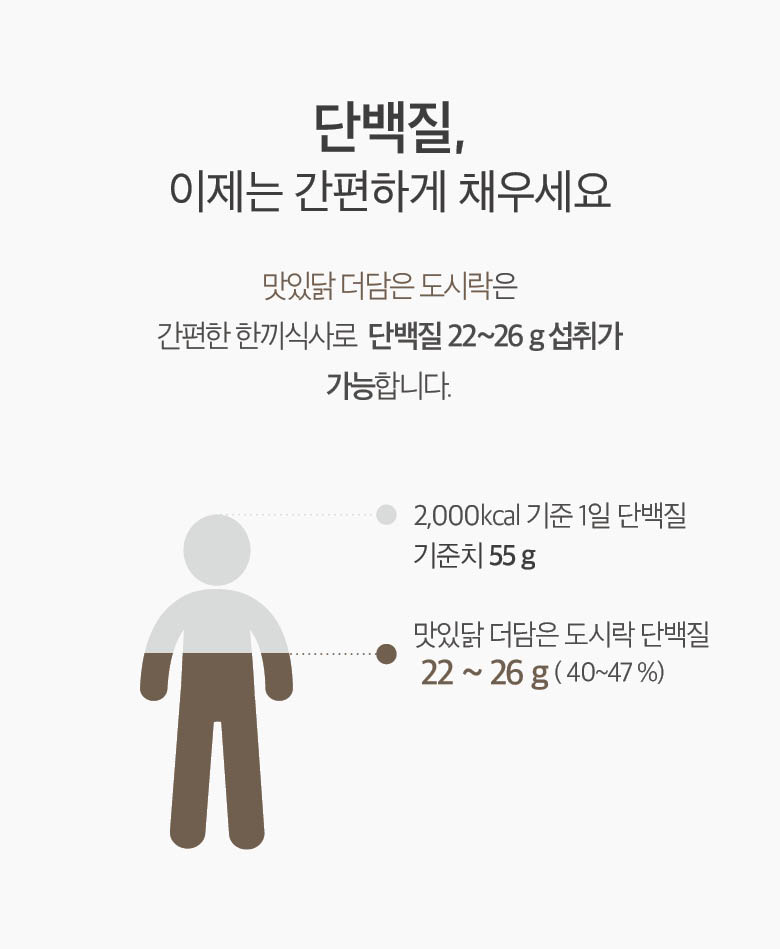 단백질,
이제는 간편하게 채우세요
맛있닭 더담은 도시락은
간편한 한끼식사로 단백질 22~26 g 섭취가
가능합니다.
2,000kcal 기준 1일 단백질
기준치 55 g
맛있닭 더담은 도시락 단백질
22 ~ 26 g ( 40~47 %)